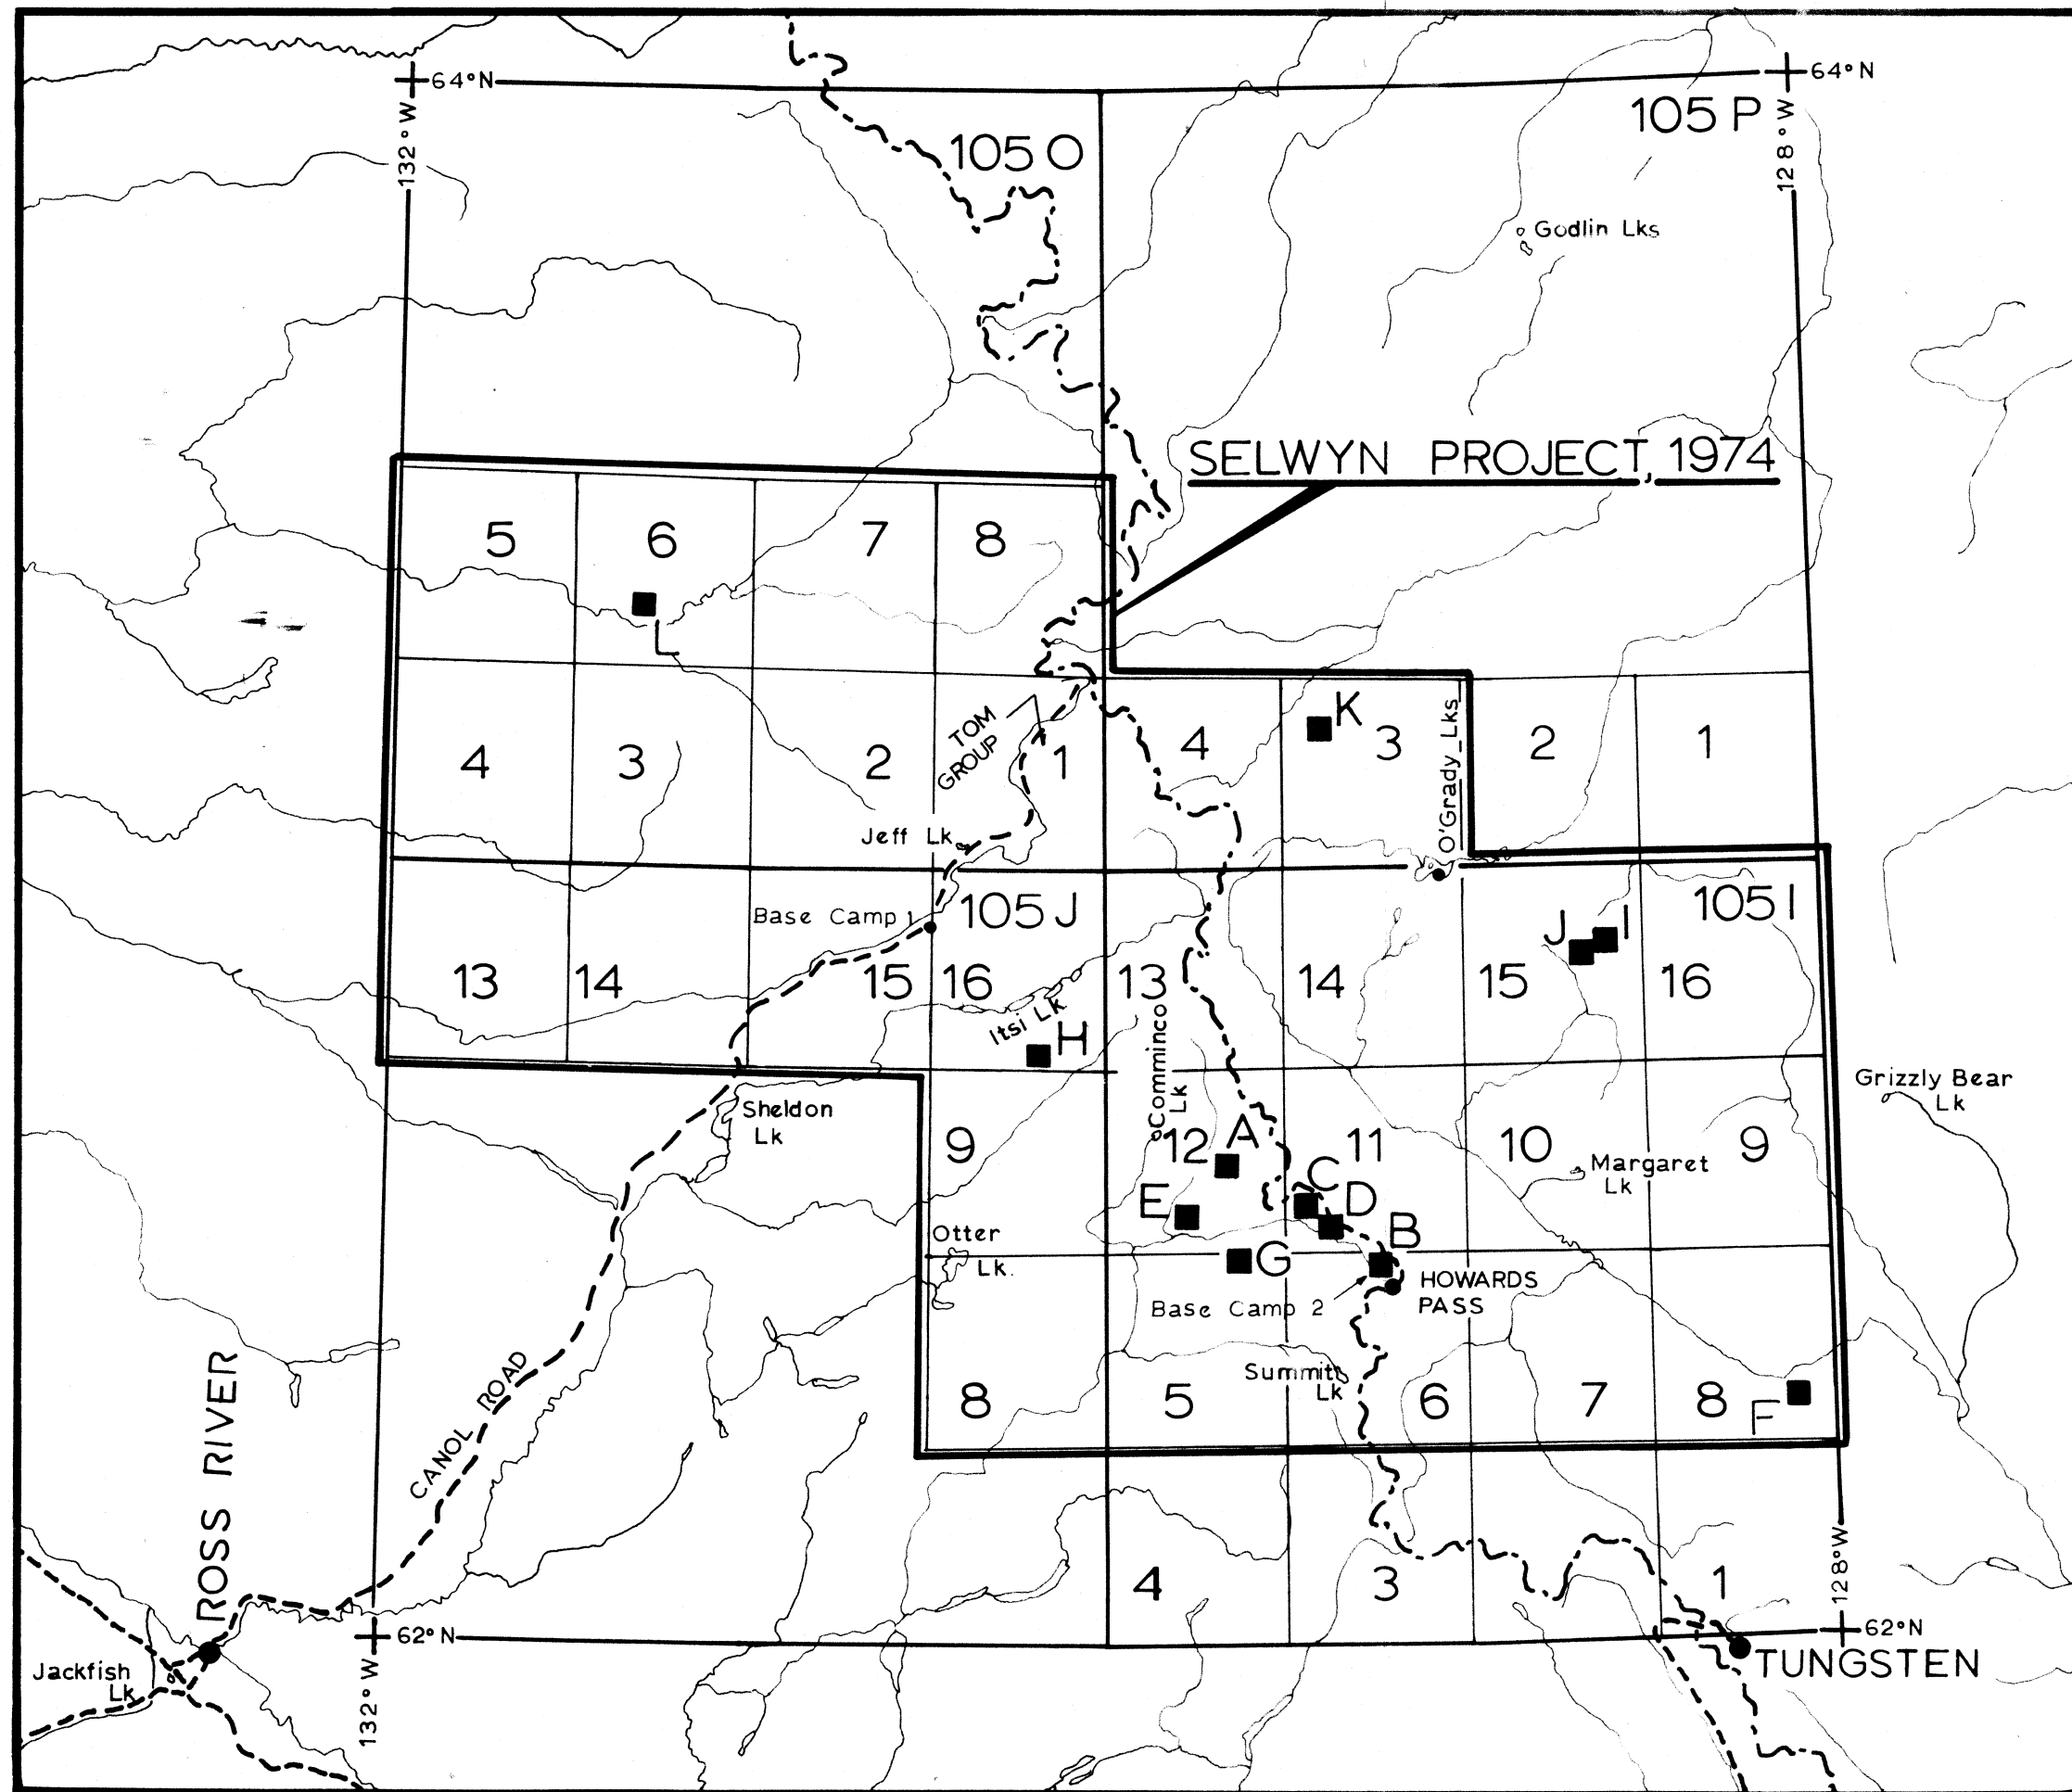 64°N
64°N
132°W
128°W
105 O
105 P
Godlin Lks
SELWYN PROJECT, 1974
5
6
7
8
L
4
3
2
1
TOM
GROUP
4
K
3
2
1
O'Grady Lks
Jeff Lk
Base Camp 1
105 J
105 I
J
I
13
14
15
16
13
14
15
16
Itsi Lk
H
Comminco
Lk
Sheldon
Lk
Grizzly Bear
Lk
9
12
A
11
10
9
Margaret
Lk
E
C
D
B
Otter
Lk.
G
HOWARDS
PASS
Base Camp 2
Summit
Lk
8
5
6
7
8
F
CANOL ROAD
ROSS RIVER
4
3
1
62°N
62°N
132°W
128°W
Jackfish
Lk
TUNGSTEN